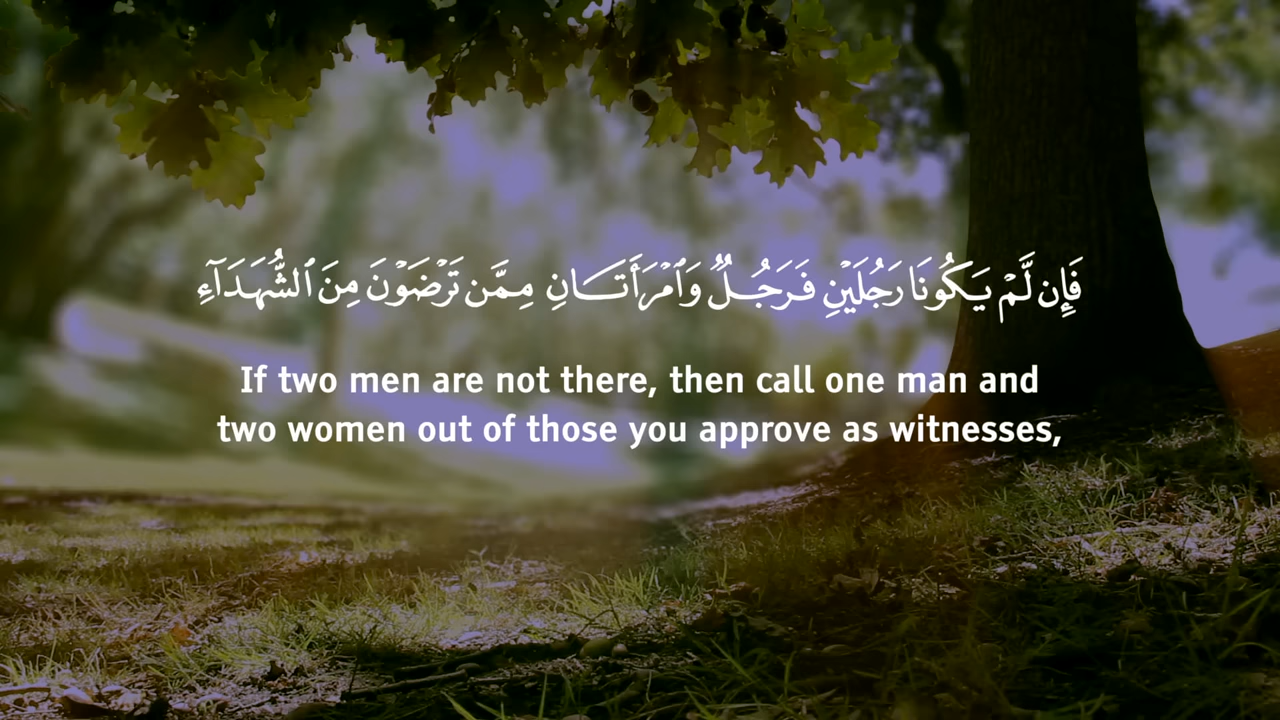 فَإِن لَّمْ يَكُونَا رَجُلَيْنِ فَرَجُلٌ وَٱمْرَأَتَانِ مِمَّن تَرْضَوْنَ مِنَ ٱلشُّهَدَآءِ
If two men are not there, then call one man and
two women out of those you approve as witnesses,